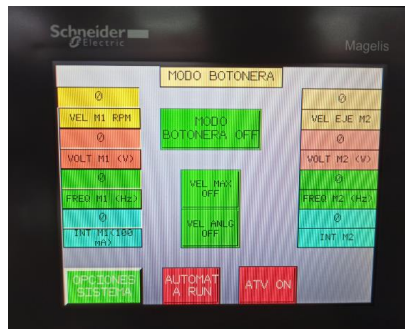 Schneider
Electric
Magelis
MODO BOTONERA
0
VEL M1 RPM
0
VOLT M1 (V)
0
FREQ M1 (Hz)
0
INT M1(100
MA)
MODO
BOTONERA OFF
VEL MAX
OFF
VEL ANLG
OFF
0
VEL EJE M2
0
VOLT M2 (V)
0
FREQ M2 (Hz)
0
INT M2
OPCIONES
SISTEMA
AUTOMAT
A RUN
ATV ON